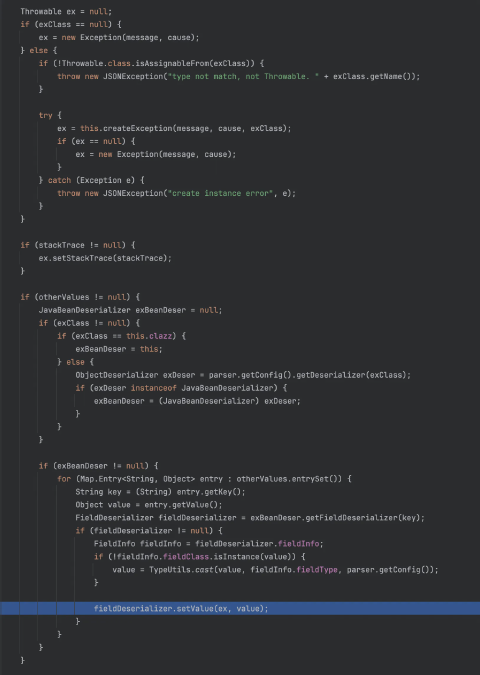 Throwable ex = null;
if (exClass == null) {
    ex = new Exception(message, cause);
} else {
    if (!Throwable.class.isAssignableFrom(exClass)) {
        throw new JSONException("type not match, not Throwable. " + exClass.getName());
    }

    try {
        ex = this.createException(message, cause, exClass);
        if (ex == null) {
            ex = new Exception(message, cause);
        }
    } catch (Exception e) {
        throw new JSONException("create instance error", e);
    }
}

if (stackTrace != null) {
    ex.setStackTrace(stackTrace);
}

if (otherValues != null) {
    JavaBeanDeserializer exBeanDeser = null;
    if (exClass != null) {
        if (exClass == this.clazz) {
            exBeanDeser = this;
        } else {
            ObjectDeserializer exDeser = parser.getConfig().getDeserializer(exClass);
            if (exDeser instanceof JavaBeanDeserializer) {
                exBeanDeser = (JavaBeanDeserializer) exDeser;
            }
        }
    }

    if (exBeanDeser != null) {
        for (Map.Entry<String, Object> entry : otherValues.entrySet()) {
            String key = (String) entry.getKey();
            Object value = entry.getValue();
            FieldDeserializer fieldDeserializer = exBeanDeser.getFieldDeserializer(key);
            if (fieldDeserializer != null) {
                FieldInfo fieldInfo = fieldDeserializer.fieldInfo;
                if (!fieldInfo.fieldClass.isInstance(value)) {
                    value = TypeUtils.cast(value, fieldInfo.fieldType, parser.getConfig());
                }

                fieldDeserializer.setValue(ex, value);
            }
        }
    }
}